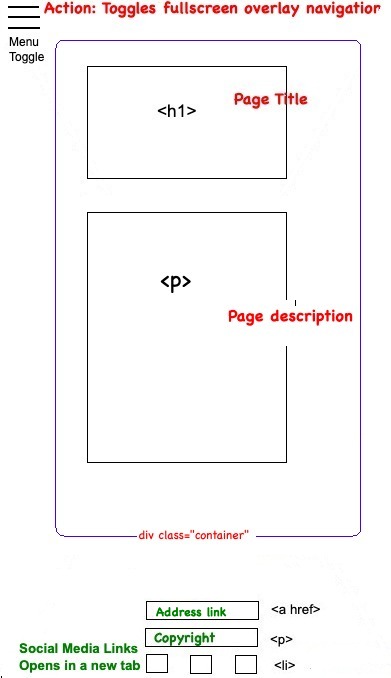 Action: Toggles fullscreen overlay navigation
Menu
Toggle
<h1>
Page Title
<p>
Page description
div class="container"
Address link
<a href>
Copyright
<p>
Social Media Links
Opens in a new tab
<li>